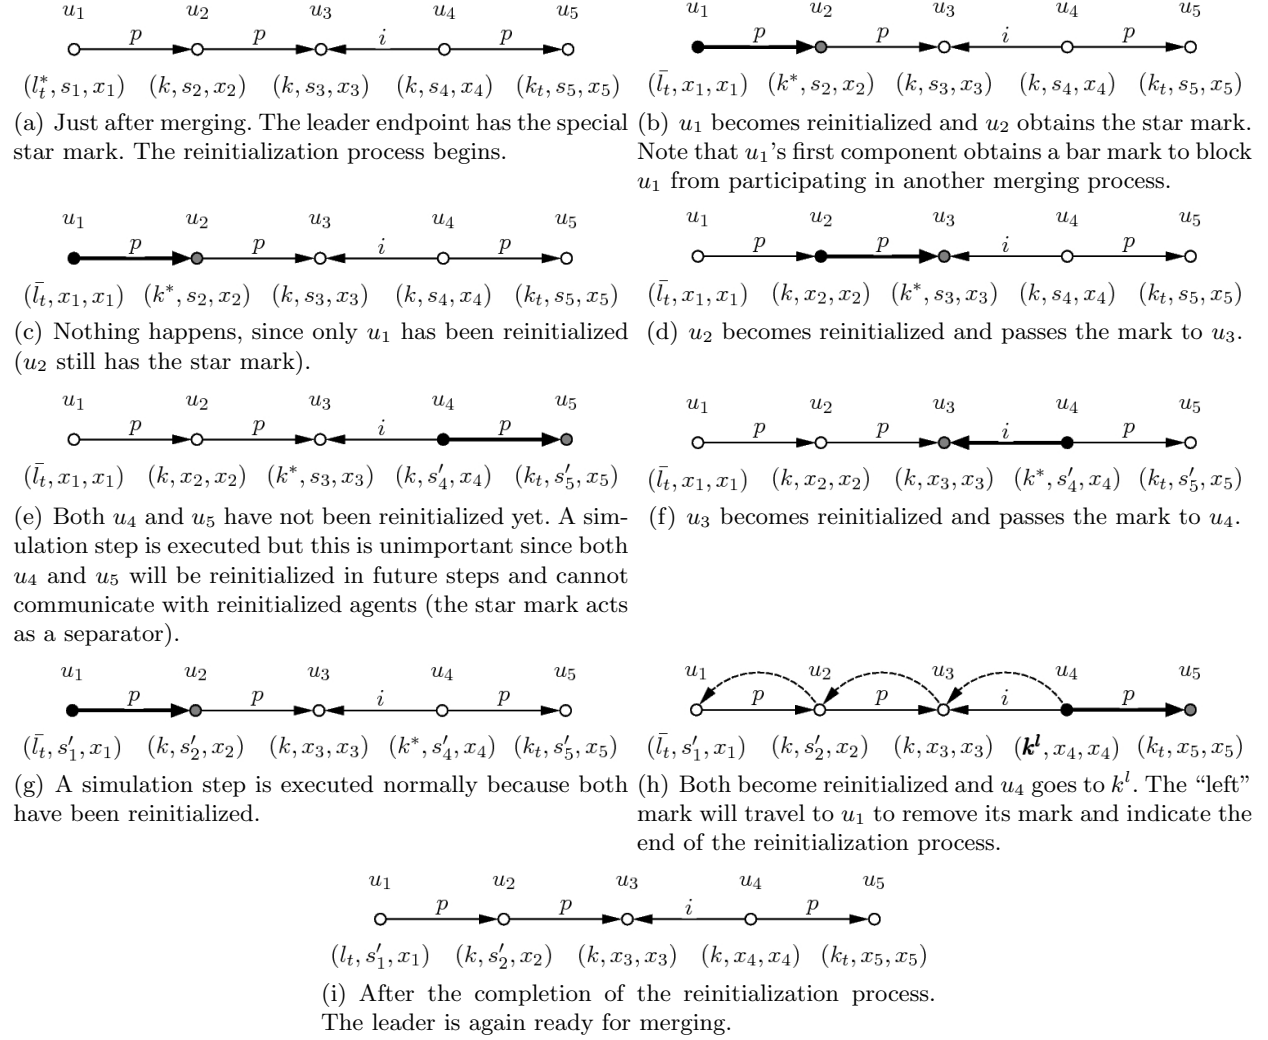 u₁ u₂ u₃ u₄ u₅
p p i p
(l*ₜ, s₁, x₁) (k, s₂, x₂) (k, s₃, x₃) (k, s₄, x₄) (kₜ, s₅, x₅)
(a) Just after merging. The leader endpoint has the special
star mark. The reinitialization process begins.
u₁ u₂ u₃ u₄ u₅
p p i p
(l̄ₜ, x₁, x₁) (k*, s₂, x₂) (k, s₃, x₃) (k, s₄, x₄) (kₜ, s₅, x₅)
(b) u₁ becomes reinitialized and u₂ obtains the star mark.
Note that u₁'s first component obtains a bar mark to block
u₁ from participating in another merging process.
u₁ u₂ u₃ u₄ u₅
p p i p
(l̄ₜ, x₁, x₁) (k*, s₂, x₂) (k, s₃, x₃) (k, s₄, x₄) (kₜ, s₅, x₅)
(c) Nothing happens, since only u₁ has been reinitialized
(u₂ still has the star mark).
u₁ u₂ u₃ u₄ u₅
p p i p
(l̄ₜ, x₁, x₁) (k, x₂, x₂) (k*, s₃, x₃) (k, s₄, x₄) (kₜ, s₅, x₅)
(d) u₂ becomes reinitialized and passes the mark to u₃.
u₁ u₂ u₃ u₄ u₅
p p i p
(l̄ₜ, x₁, x₁) (k, x₂, x₂) (k*, s₃, x₃) (k, s′₄, x₄) (kₜ, s′₅, x₅)
(e) Both u₄ and u₅ have not been reinitialized yet. A sim-
ulation step is executed but this is unimportant since both
u₄ and u₅ will be reinitialized in future steps and cannot
communicate with reinitialized agents (the star mark acts
as a separator).
u₁ u₂ u₃ u₄ u₅
p p i p
(l̄ₜ, x₁, x₁) (k, x₂, x₂) (k, x₃, x₃) (k*, s′₄, x₄) (kₜ, s′₅, x₅)
(f) u₃ becomes reinitialized and passes the mark to u₄.
u₁ u₂ u₃ u₄ u₅
p p i p
(l̄ₜ, s′₁, x₁) (k, s′₂, x₂) (k, x₃, x₃) (k*, s′₄, x₄) (kₜ, s′₅, x₅)
(g) A simulation step is executed normally because both
have been reinitialized.
u₁ u₂ u₃ u₄ u₅
p p i p
(l̄ₜ, s′₁, x₁) (k, s′₂, x₂) (k, x₃, x₃) (kˡ, x₄, x₄) (kₜ, x₅, x₅)
(h) Both become reinitialized and u₄ goes to kˡ. The “left”
mark will travel to u₁ to remove its mark and indicate the
end of the reinitialization process.
u₁ u₂ u₃ u₄ u₅
p p i p
(lₜ, s′₁, x₁) (k, s′₂, x₂) (k, x₃, x₃) (k, x₄, x₄) (kₜ, x₅, x₅)
(i) After the completion of the reinitialization process.
The leader is again ready for merging.